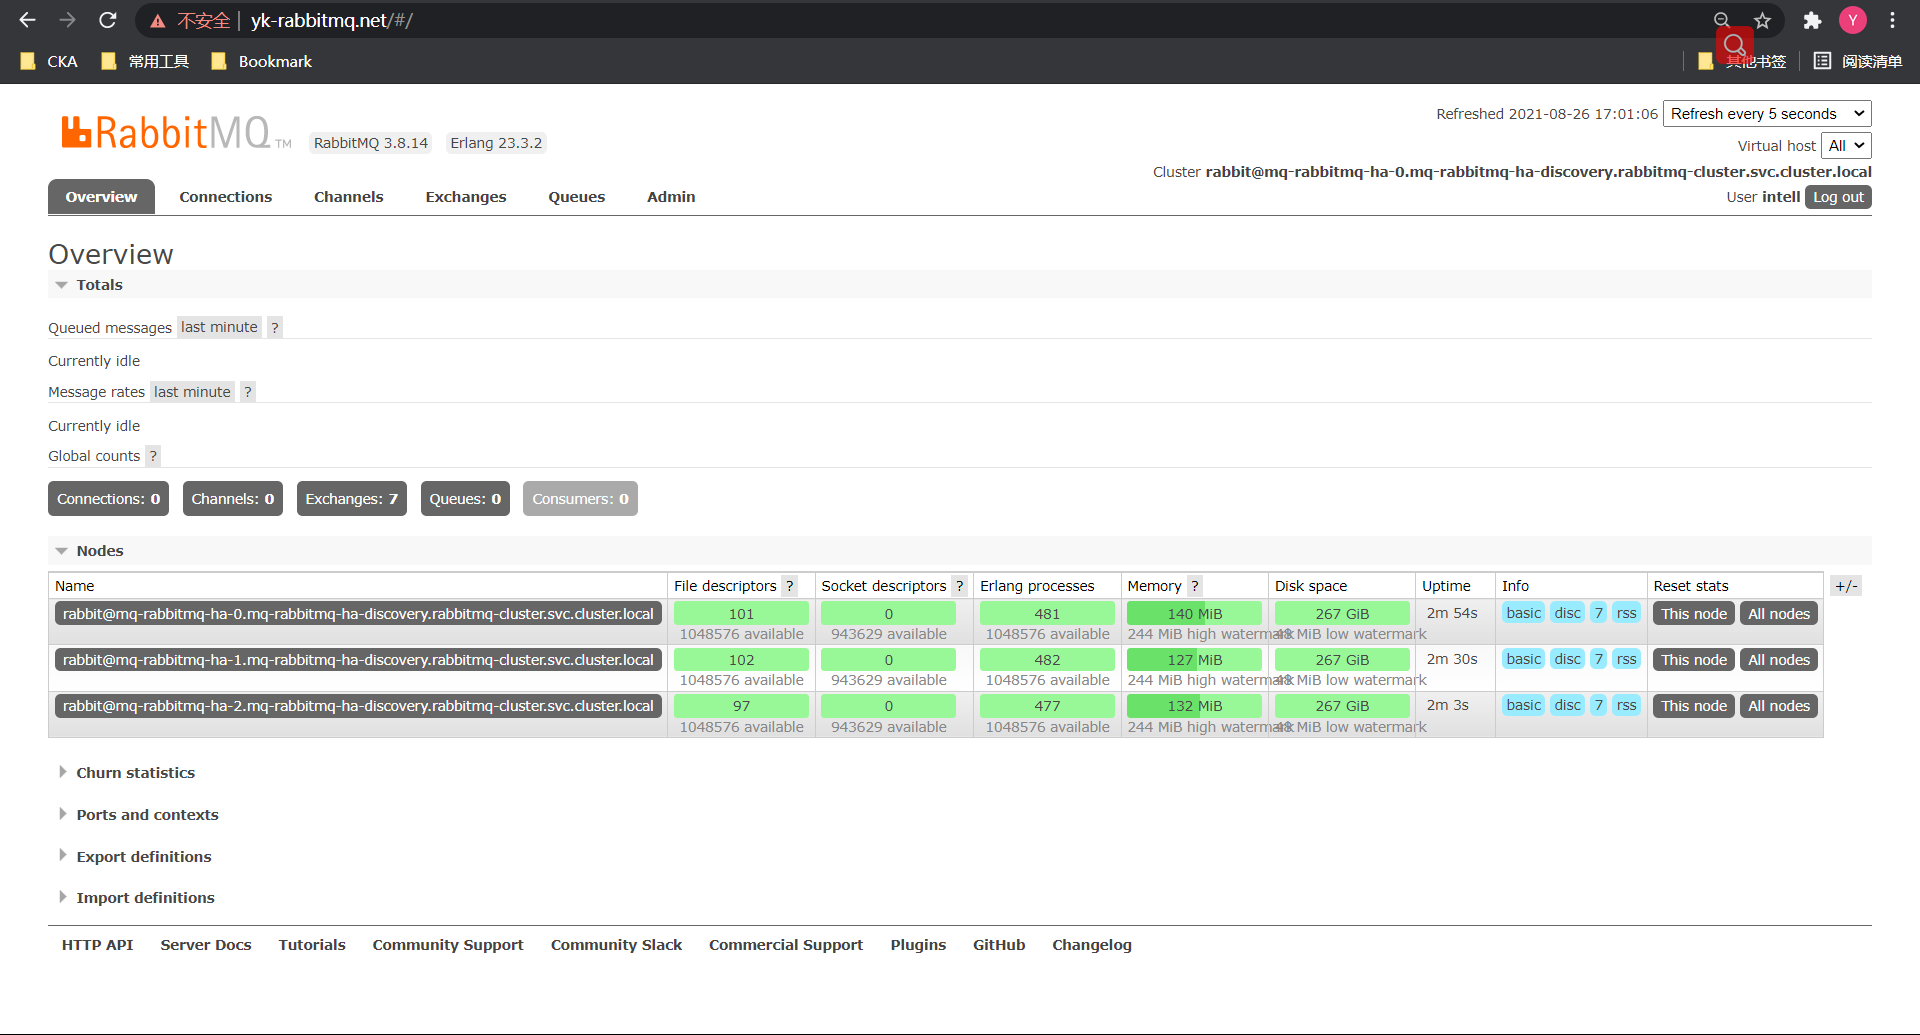 不安全 | yk-rabbitmq.net/#/
Y
CKA 常用工具 Bookmark 其他书签 阅读清单
RabbitMQ TM RabbitMQ 3.8.14 Erlang 23.3.2
Refreshed 2021-08-26 17:01:06 Refresh every 5 seconds
Virtual host All
Cluster rabbit@mq-rabbitmq-ha-0.mq-rabbitmq-ha-discovery.rabbitmq-cluster.svc.cluster.local
User intell Log out
Overview Connections Channels Exchanges Queues Admin
Overview
Totals
Queued messages last minute ?
Currently idle
Message rates last minute ?
Currently idle
Global counts ?
Connections: 0 Channels: 0 Exchanges: 7 Queues: 0 Consumers: 0
Nodes
Name File descriptors ? Socket descriptors ? Erlang processes Memory ? Disk space Uptime Info Reset stats +/-
rabbit@mq-rabbitmq-ha-0.mq-rabbitmq-ha-discovery.rabbitmq-cluster.svc.cluster.local 101 0 481 140 MiB 267 GiB 2m 54s basic disc 7 rss This node All nodes
1048576 available 943629 available 1048576 available 244 MiB high watermark 48 MiB low watermark
rabbit@mq-rabbitmq-ha-1.mq-rabbitmq-ha-discovery.rabbitmq-cluster.svc.cluster.local 102 0 482 127 MiB 267 GiB 2m 30s basic disc 7 rss This node All nodes
1048576 available 943629 available 1048576 available 244 MiB high watermark 48 MiB low watermark
rabbit@mq-rabbitmq-ha-2.mq-rabbitmq-ha-discovery.rabbitmq-cluster.svc.cluster.local 97 0 477 132 MiB 267 GiB 2m 3s basic disc 7 rss This node All nodes
1048576 available 943629 available 1048576 available 244 MiB high watermark 48 MiB low watermark
Churn statistics
Ports and contexts
Export definitions
Import definitions
HTTP API Server Docs Tutorials Community Support Community Slack Commercial Support Plugins GitHub Changelog